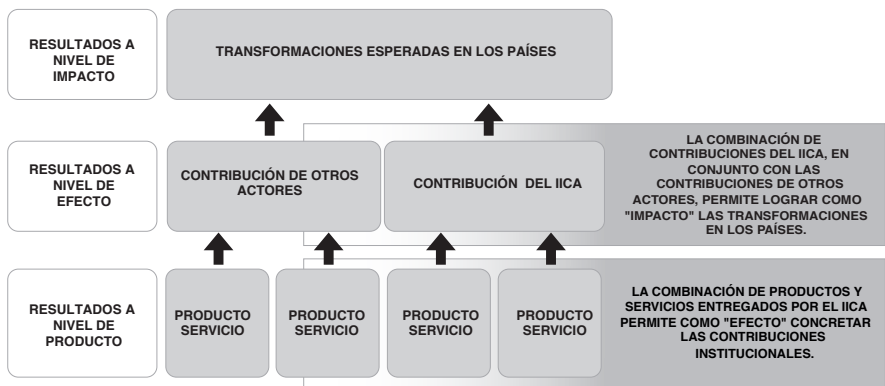 RESULTADOS A
NIVEL DE
IMPACTO
TRANSFORMACIONES ESPERADAS EN LOS PAÍSES
RESULTADOS A
NIVEL DE
EFECTO
CONTRIBUCIÓN DE OTROS
ACTORES
CONTRIBUCIÓN DEL IICA
LA COMBINACIÓN DE
CONTRIBUCIONES DEL IICA, EN
CONJUNTO CON LAS
CONTRIBUCIONES DE OTROS
ACTORES, PERMITE LOGRAR COMO
"IMPACTO" LAS TRANSFORMACIONES
EN LOS PAÍSES.
RESULTADOS A
NIVEL DE
PRODUCTO
PRODUCTO
SERVICIO
PRODUCTO
SERVICIO
PRODUCTO
SERVICIO
PRODUCTO
SERVICIO
LA COMBINACIÓN DE PRODUCTOS Y
SERVICIOS ENTREGADOS POR EL IICA
PERMITE COMO "EFECTO" CONCRETAR
LAS CONTRIBUCIONES
INSTITUCIONALES.